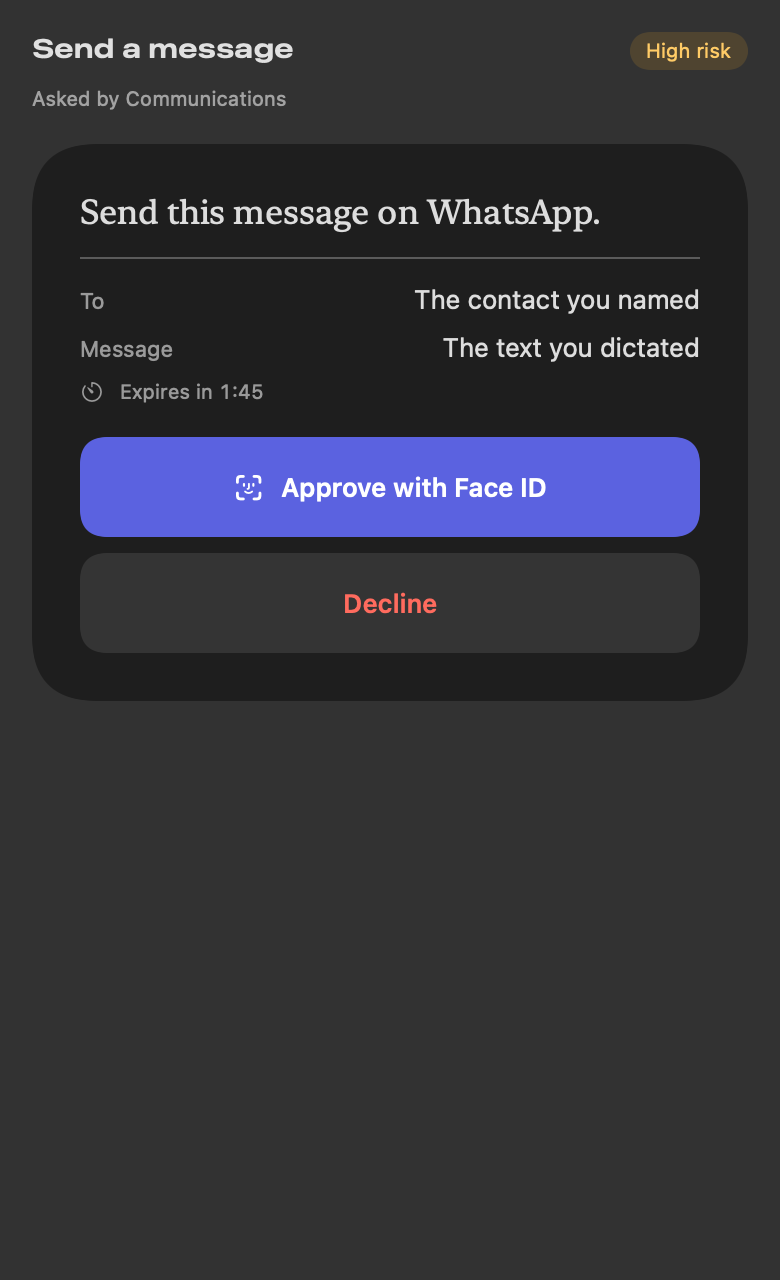 Send a message
High risk
Asked by Communications
Send this message on WhatsApp.
To The contact you named
Message The text you dictated
Expires in 1:45
Approve with Face ID
Decline